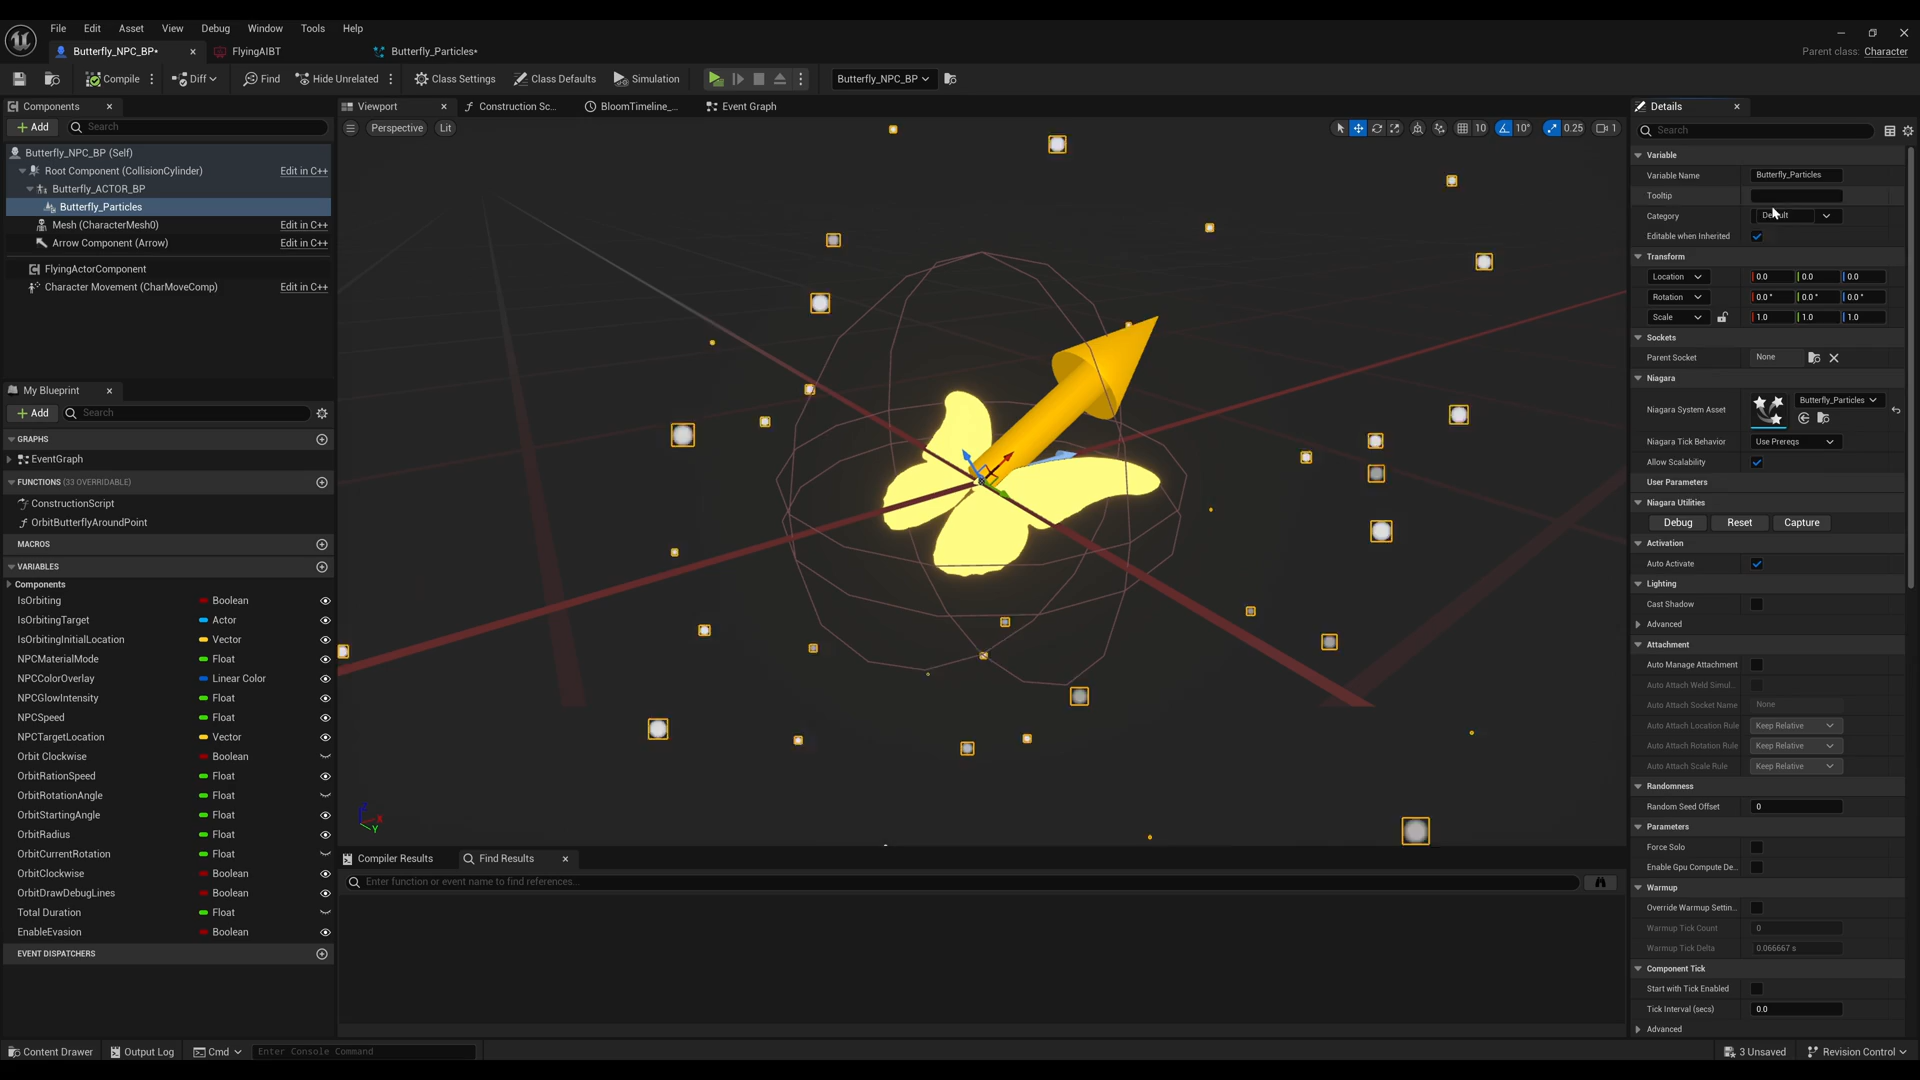 File Edit Asset View Debug Window Tools Help
Butterfly_NPC_BP* FlyingAIBT Butterfly_Particles*
Parent class: Character
Compile Diff Find Hide Unrelated Class Settings Class Defaults Simulation Butterfly_NPC_BP
Components
Add Search
Butterfly_NPC_BP (Self)
Root Component (CollisionCylinder) Edit in C++
Butterfly_ACTOR_BP
Butterfly_Particles
Mesh (CharacterMesh0) Edit in C++
Arrow Component (Arrow) Edit in C++
FlyingActorComponent
Character Movement (CharMoveComp) Edit in C++
My Blueprint
Add Search
GRAPHS
EventGraph
FUNCTIONS (33 OVERRIDABLE)
ConstructionScript
OrbitButterflyAroundPoint
MACROS
VARIABLES
Components
IsOrbiting Boolean
IsOrbitingTarget Actor
IsOrbitingInitialLocation Vector
NPCMaterialMode Float
NPCColorOverlay Linear Color
NPCGlowIntensity Float
NPCSpeed Float
NPCTargetLocation Vector
Orbit Clockwise Boolean
OrbitRationSpeed Float
OrbitRotationAngle Float
OrbitStartingAngle Float
OrbitRadius Float
OrbitCurrentRotation Float
OrbitClockwise Boolean
OrbitDrawDebugLines Boolean
Total Duration Float
EnableEvasion Boolean
EVENT DISPATCHERS
Viewport Construction Sc... BloomTimeline_... Event Graph
Perspective Lit 10 10° 0.25 1
X
Y
Compiler Results Find Results
Enter function or event name to find references...
Details
Search
Variable
Variable Name Butterfly_Particles
Tooltip
Category
Editable when Inherited
Transform
Location 0.0 0.0 0.0
Rotation 0.0° 0.0° 0.0°
Scale 1.0 1.0 1.0
Sockets
Parent Socket None
Niagara
Niagara System Asset Butterfly_Particles
Niagara Tick Behavior Use Prereqs
Allow Scalability
User Parameters
Niagara Utilities
Debug Reset Capture
Activation
Auto Activate
Lighting
Cast Shadow
Advanced
Attachment
Auto Manage Attachment
Auto Attach Weld Simul...
Auto Attach Socket Name None
Auto Attach Location Rule Keep Relative
Auto Attach Rotation Rule Keep Relative
Auto Attach Scale Rule Keep Relative
Randomness
Random Seed Offset 0
Parameters
Force Solo
Enable Gpu Compute De...
Warmup
Override Warmup Settin...
Warmup Tick Count 0
Warmup Tick Delta 0.066667 s
Component Tick
Start with Tick Enabled
Tick Interval (secs) 0.0
Advanced
Content Drawer Output Log Cmd Enter Console Command 3 Unsaved Revision Control